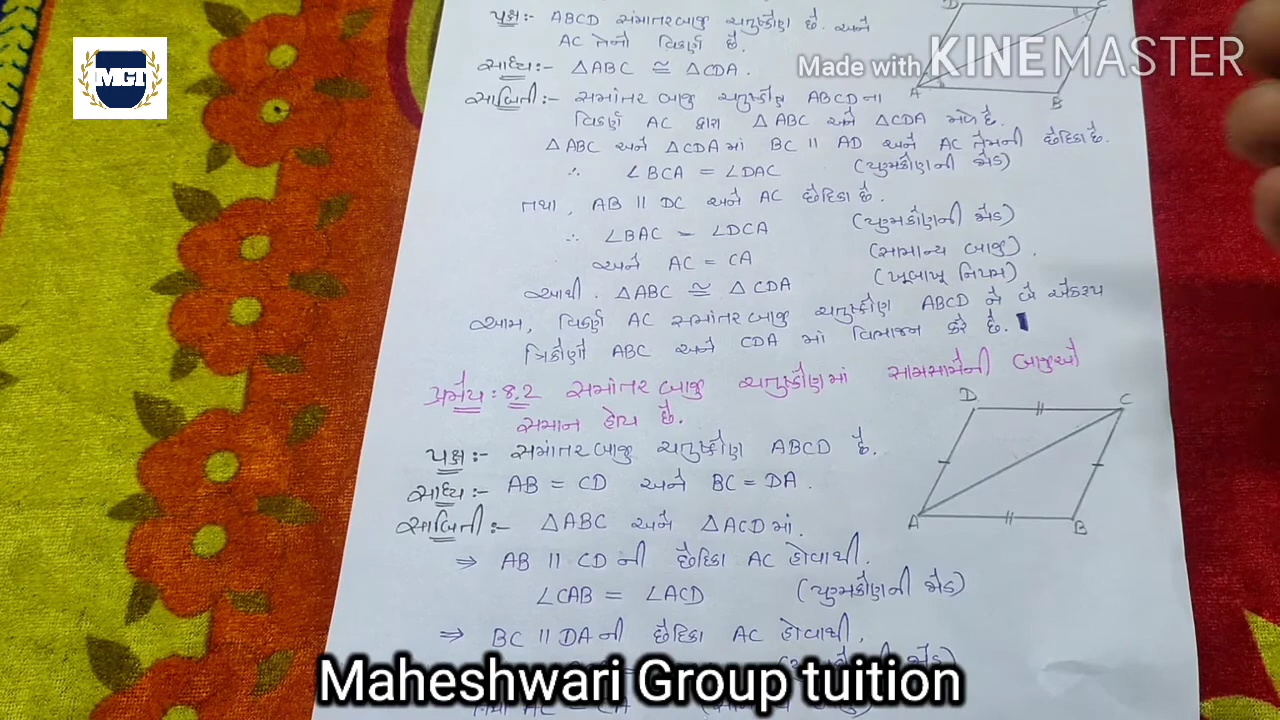 MGT
Made with KINEMASTER
પક્ષ :- ABCD સમાંતર બાજુ ચતુષ્કોણ છે. અને
AC તેનો વિકર્ણ છે.
સાધ્ય :- △ABC ≅ △CDA.
સાબિતી :- સમાંતર બાજુ ચતુષ્કોણ ABCD ના
વિકર્ણ AC દ્વારા △ABC અને △CDA મળે છે.
△ABC અને △CDA માં BC || AD અને AC તેમની છેદિકા છે.
∴ ∠BCA = ∠DAC (યુગ્મકોણની જોડ)
તથા, AB || DC અને AC છેદિકા છે.
∴ ∠BAC = ∠DCA (યુગ્મકોણની જોડ)
અને AC = CA (સામાન્ય બાજુ).
આથી. △ABC ≅ △CDA (ખૂબાખૂ નિયમ)
આમ, વિકર્ણ AC સમાંતર બાજુ ચતુષ્કોણ ABCD ને બે એકરૂપ
ત્રિકોણો ABC અને CDA માં વિભાજન કરે છે.
D C
A B
પ્રમેય : 8.2 સમાંતર બાજુ ચતુષ્કોણમાં સામસામેની બાજુઓ
સમાન હોય છે.
પક્ષ :- સમાંતર બાજુ ચતુષ્કોણ ABCD છે.
સાધ્ય :- AB = CD અને BC = DA.
સાબિતી :- △ABC અને △ACD માં.
⇒ AB || CD ની છેદિકા AC હોવાથી.
∠CAB = ∠ACD (યુગ્મકોણની જોડ)
⇒ BC || DA ની છેદિકા AC હોવાથી.
D C
A B
Maheshwari Group tuition